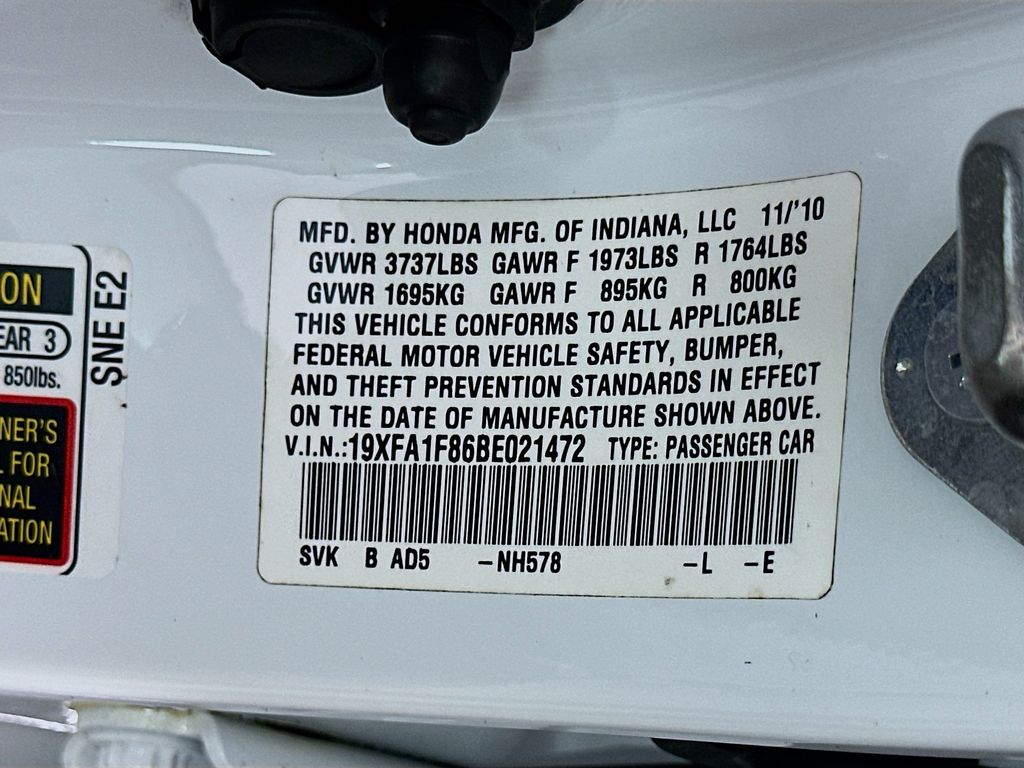 MFD. BY HONDA MFG. OF INDIANA, LLC 11/'10
GVWR 3737LBS GAWR F 1973LBS R 1764LBS
GVWR 1695KG GAWR F 895KG R 800KG
THIS VEHICLE CONFORMS TO ALL APPLICABLE
FEDERAL MOTOR VEHICLE SAFETY, BUMPER,
AND THEFT PREVENTION STANDARDS IN EFFECT
ON THE DATE OF MANUFACTURE SHOWN ABOVE.
V.I.N.:19XFA1F86BE021472 TYPE: PASSENGER CAR
SVK B AD5 -NH578 -L -E
ON
EAR 3
850lbs.
NER'S
L FOR
NAL
ATION
SNE E2